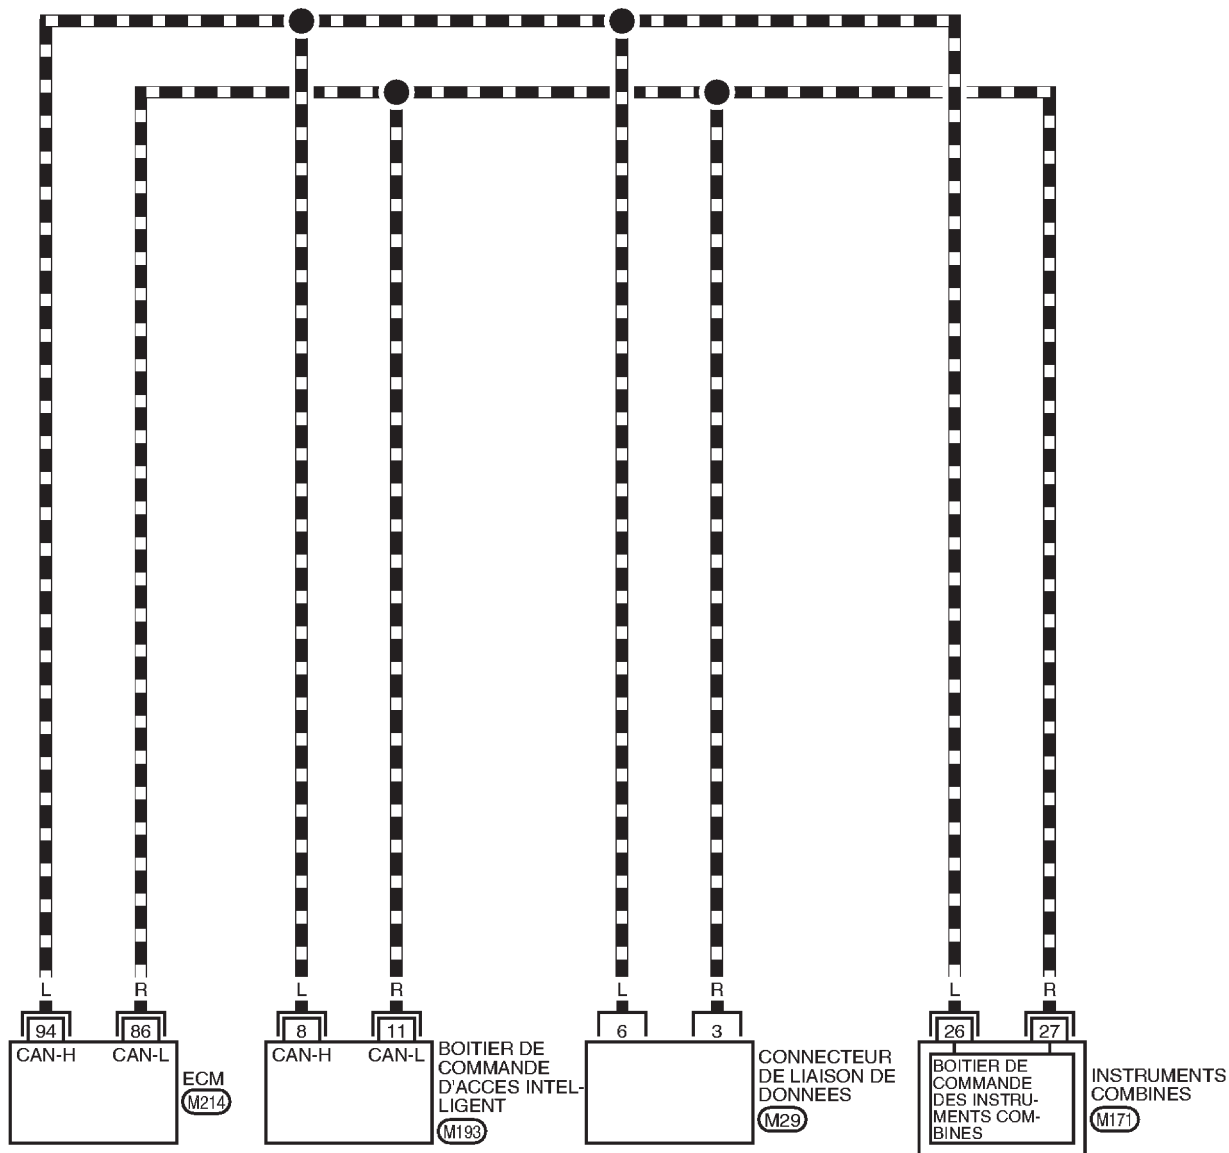 L R L R L R L R
94 86 8 11 6 3 26 27
CAN-H CAN-L
ECM
M214
CAN-H CAN-L
BOITIER DE
COMMANDE
D'ACCES INTEL-
LIGENT
M193
CONNECTEUR
DE LIAISON DE
DONNEES
M29
BOITIER DE
COMMANDE
DES INSTRU-
MENTS COM-
BINES
INSTRUMENTS
COMBINES
M171